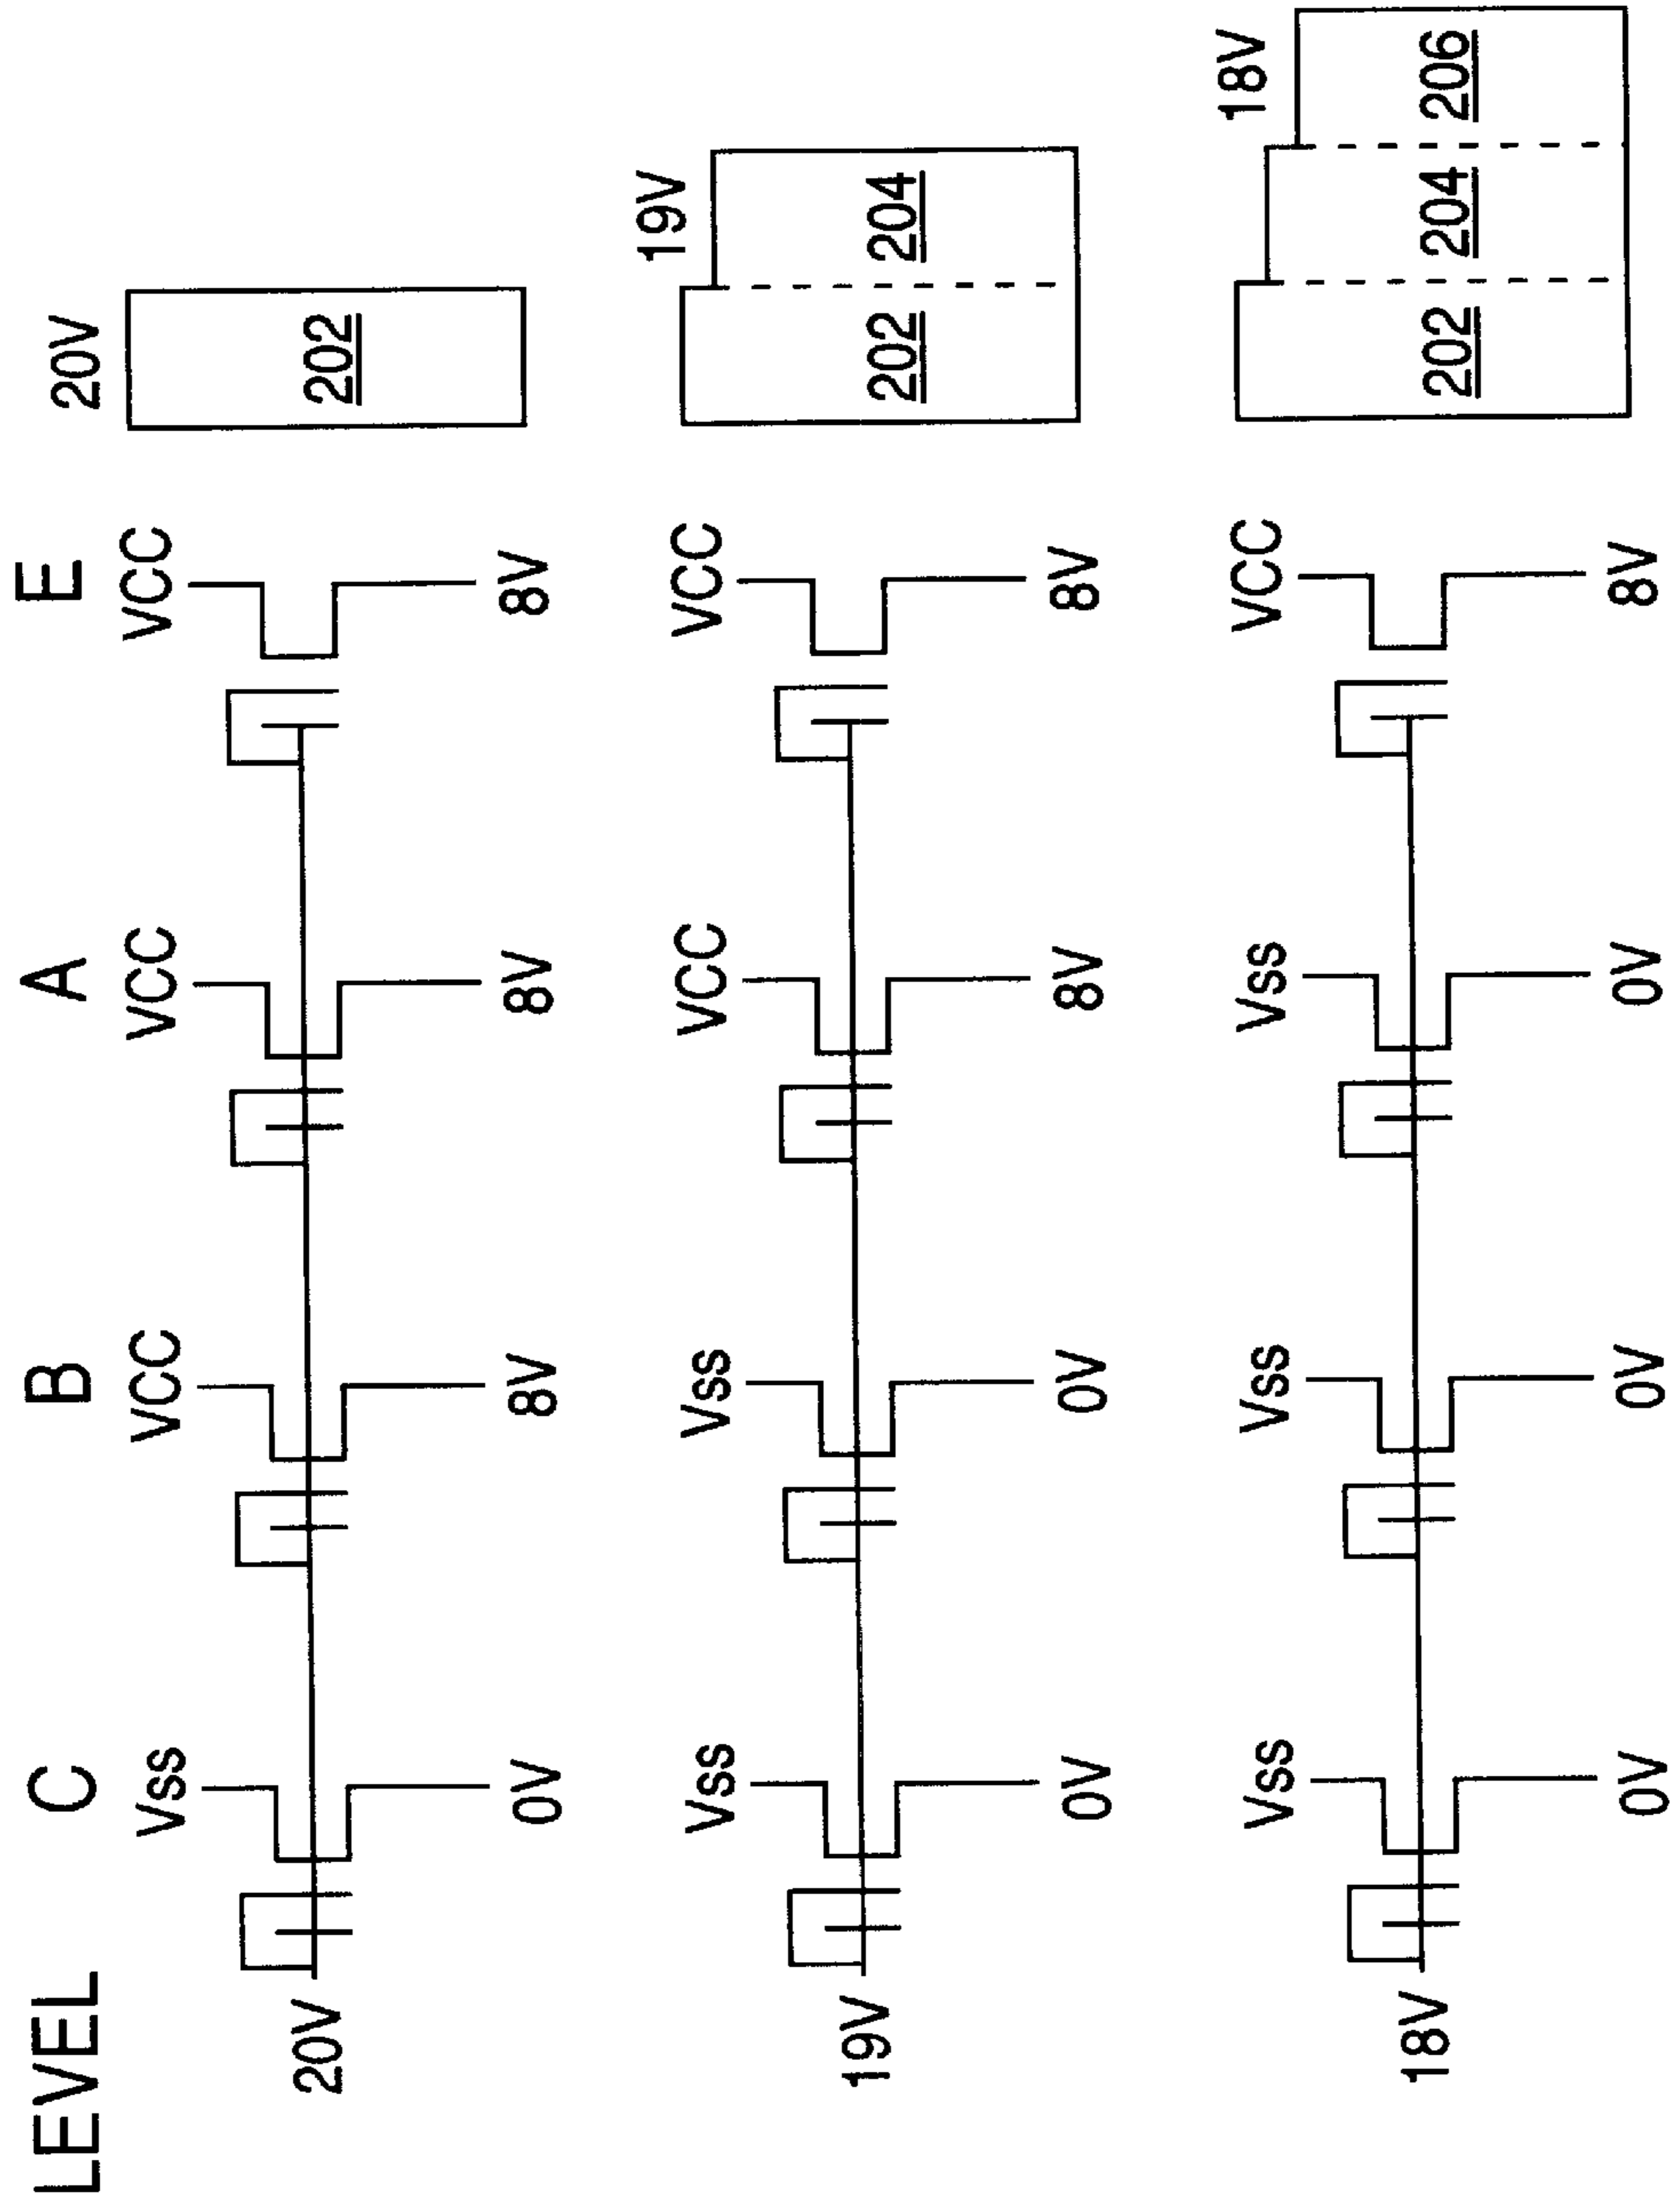 LEVEL C B A E
Vss VCC VCC VCC 20V
20V 202
0V 8V 8V 8V
Vss Vss VCC VCC 19V
19V 202 204
0V 0V 8V 8V
Vss Vss Vss VCC 18V
18V 202 204 206
0V 0V 0V 8V